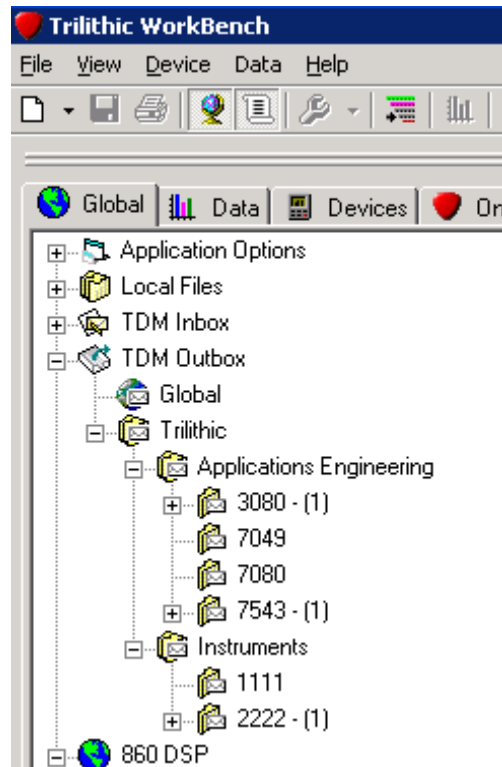 Trilithic WorkBench
File View Device Data Help
Global Data Devices On
Application Options
Local Files
TDM Inbox
TDM Outbox
Global
Trilithic
Applications Engineering
3080 - (1)
7049
7080
7543 - (1)
Instruments
1111
2222 - (1)
860 DSP